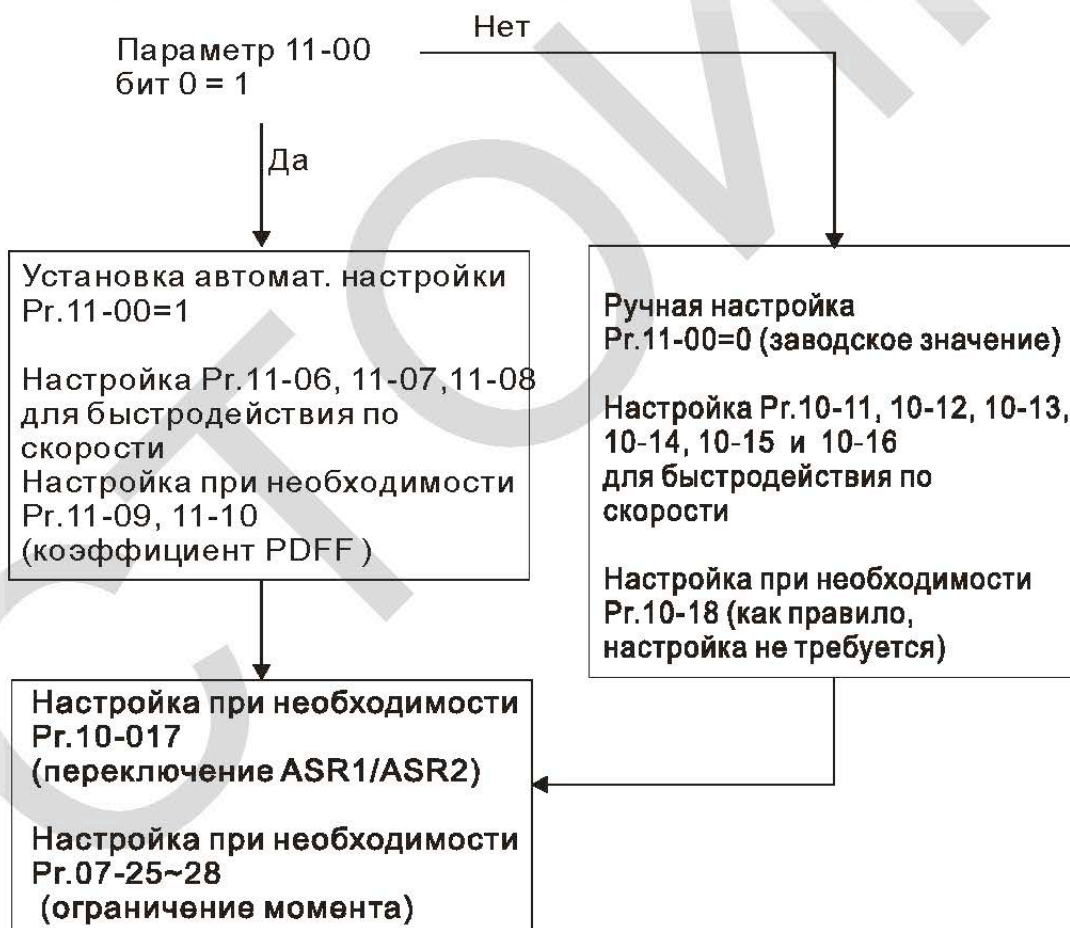 Нет
Параметр 11-00
бит 0 = 1
Да
Установка автомат. настройки
Pr.11-00=1
Настройка Pr.11-06, 11-07,11-08
для быстродействия по
скорости
Настройка при необходимости
Pr.11-09, 11-10
(коэффициент PDFF )
Ручная настройка
Pr.11-00=0 (заводское значение)
Настройка Pr.10-11, 10-12, 10-13,
10-14, 10-15 и 10-16
для быстродействия по
скорости
Настройка при необходимости
Pr.10-18 (как правило,
настройка не требуется)
Настройка при необходимости
Pr.10-017
(переключение ASR1/ASR2)
Настройка при необходимости
Pr.07-25~28
(ограничение момента)